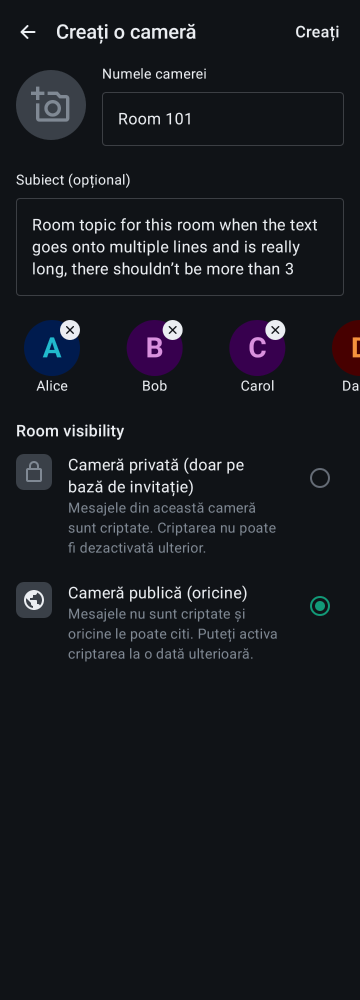 Creați o cameră
Creați
Numele camerei
Room 101
Subiect (opțional)
Room topic for this room when the text
goes onto multiple lines and is really
long, there shouldn’t be more than 3
A
B
C
Alice
Bob
Carol
Da
Room visibility
Cameră privată (doar pe
bază de invitație)
Mesajele din această cameră
sunt criptate. Criptarea nu poate
fi dezactivată ulterior.
Cameră publică (oricine)
Mesajele nu sunt criptate și
oricine le poate citi. Puteți activa
criptarea la o dată ulterioară.